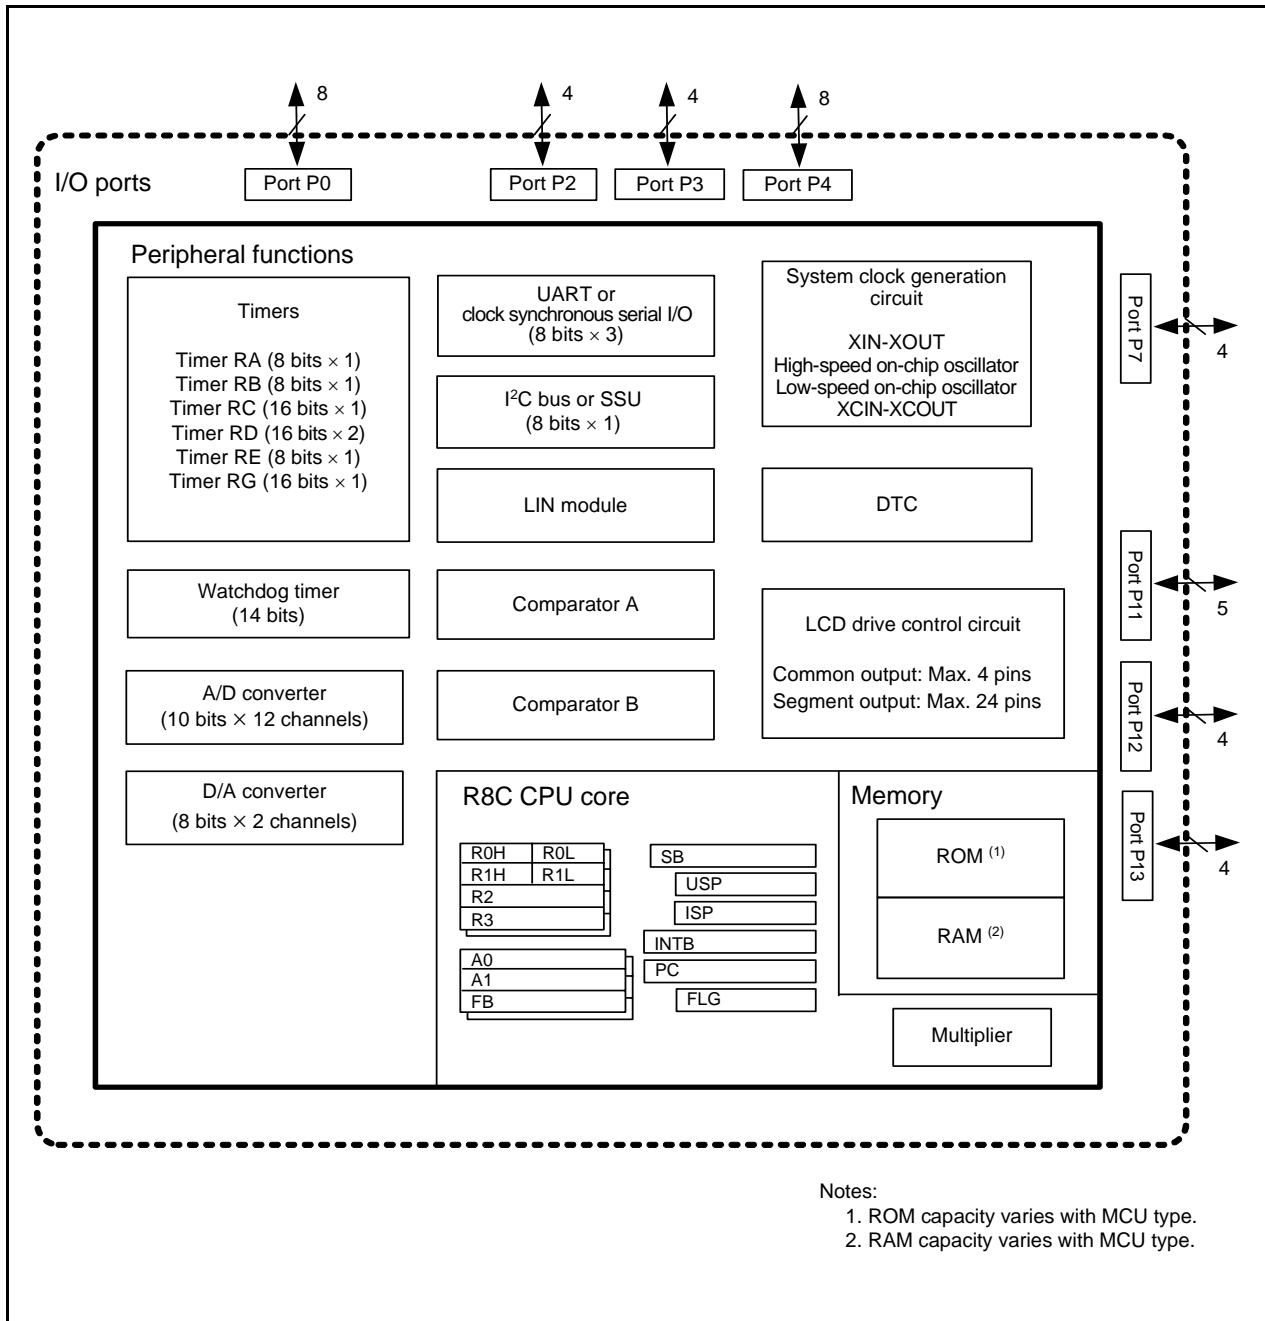 8
4
4
8
I/O ports
Port P0
Port P2
Port P3
Port P4
Peripheral functions
Timers
Timer RA (8 bits × 1)
Timer RB (8 bits × 1)
Timer RC (16 bits × 1)
Timer RD (16 bits × 2)
Timer RE (8 bits × 1)
Timer RG (16 bits × 1)
Watchdog timer
(14 bits)
A/D converter
(10 bits × 12 channels)
D/A converter
(8 bits × 2 channels)
UART or
clock synchronous serial I/O
(8 bits × 3)
I²C bus or SSU
(8 bits × 1)
LIN module
Comparator A
Comparator B
System clock generation
circuit
XIN-XOUT
High-speed on-chip oscillator
Low-speed on-chip oscillator
XCIN-XCOUT
DTC
LCD drive control circuit
Common output: Max. 4 pins
Segment output: Max. 24 pins
Port P7
4
Port P11
5
Port P12
4
Port P13
4
R8C CPU core
R0H R0L
R1H R1L
R2
R3
A0
A1
FB
SB
USP
ISP
INTB
PC
FLG
Memory
ROM (1)
RAM (2)
Multiplier
Notes:
1. ROM capacity varies with MCU type.
2. RAM capacity varies with MCU type.